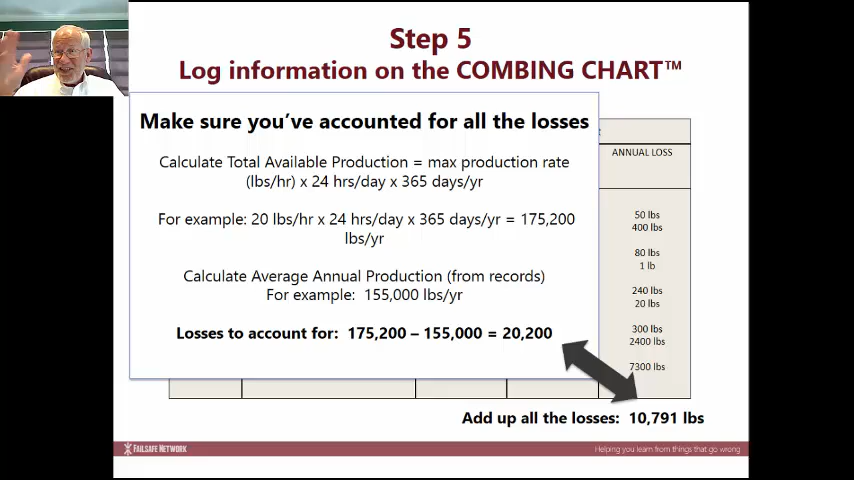 Step 5
Log information on the COMBING CHART™
Make sure you've accounted for all the losses
Calculate Total Available Production = max production rate
(lbs/hr) x 24 hrs/day x 365 days/yr
For example: 20 lbs/hr x 24 hrs/day x 365 days/yr = 175,200
lbs/yr
Calculate Average Annual Production (from records)
For example: 155,000 lbs/yr
Losses to account for: 175,200 – 155,000 = 20,200
ANNUAL LOSS
50 lbs
400 lbs
80 lbs
1 lb
240 lbs
20 lbs
300 lbs
2400 lbs
7300 lbs
Add up all the losses: 10,791 lbs
FAILSAFE NETWORK
Helping you learn from things that go wrong